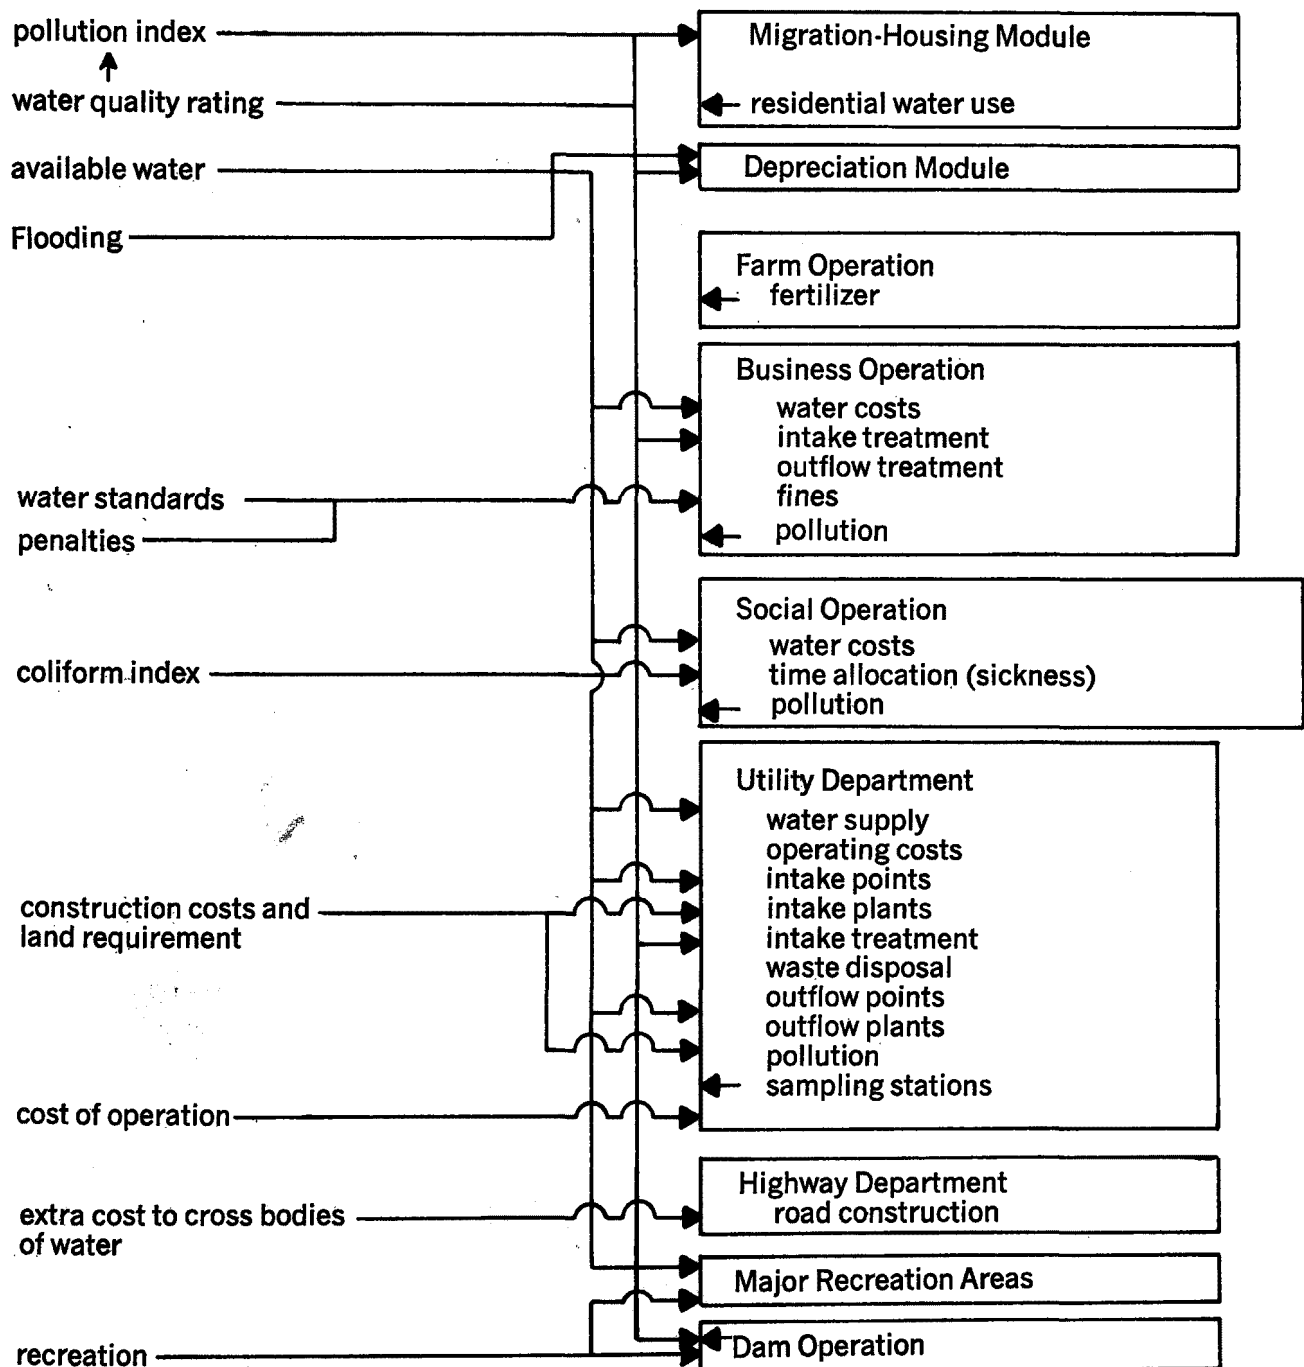 pollution index
Migration-Housing Module
water quality rating
residential water use
available water
Depreciation Module
Flooding
Farm Operation
fertilizer
Business Operation
water costs
intake treatment
outflow treatment
water standards
fines
penalties
pollution
Social Operation
water costs
coliform index
time allocation (sickness)
pollution
Utility Department
water supply
operating costs
intake points
construction costs and
intake plants
land requirement
intake treatment
waste disposal
outflow points
outflow plants
pollution
sampling stations
cost of operation
Highway Department
extra cost to cross bodies
road construction
of water
Major Recreation Areas
Dam Operation
recreation